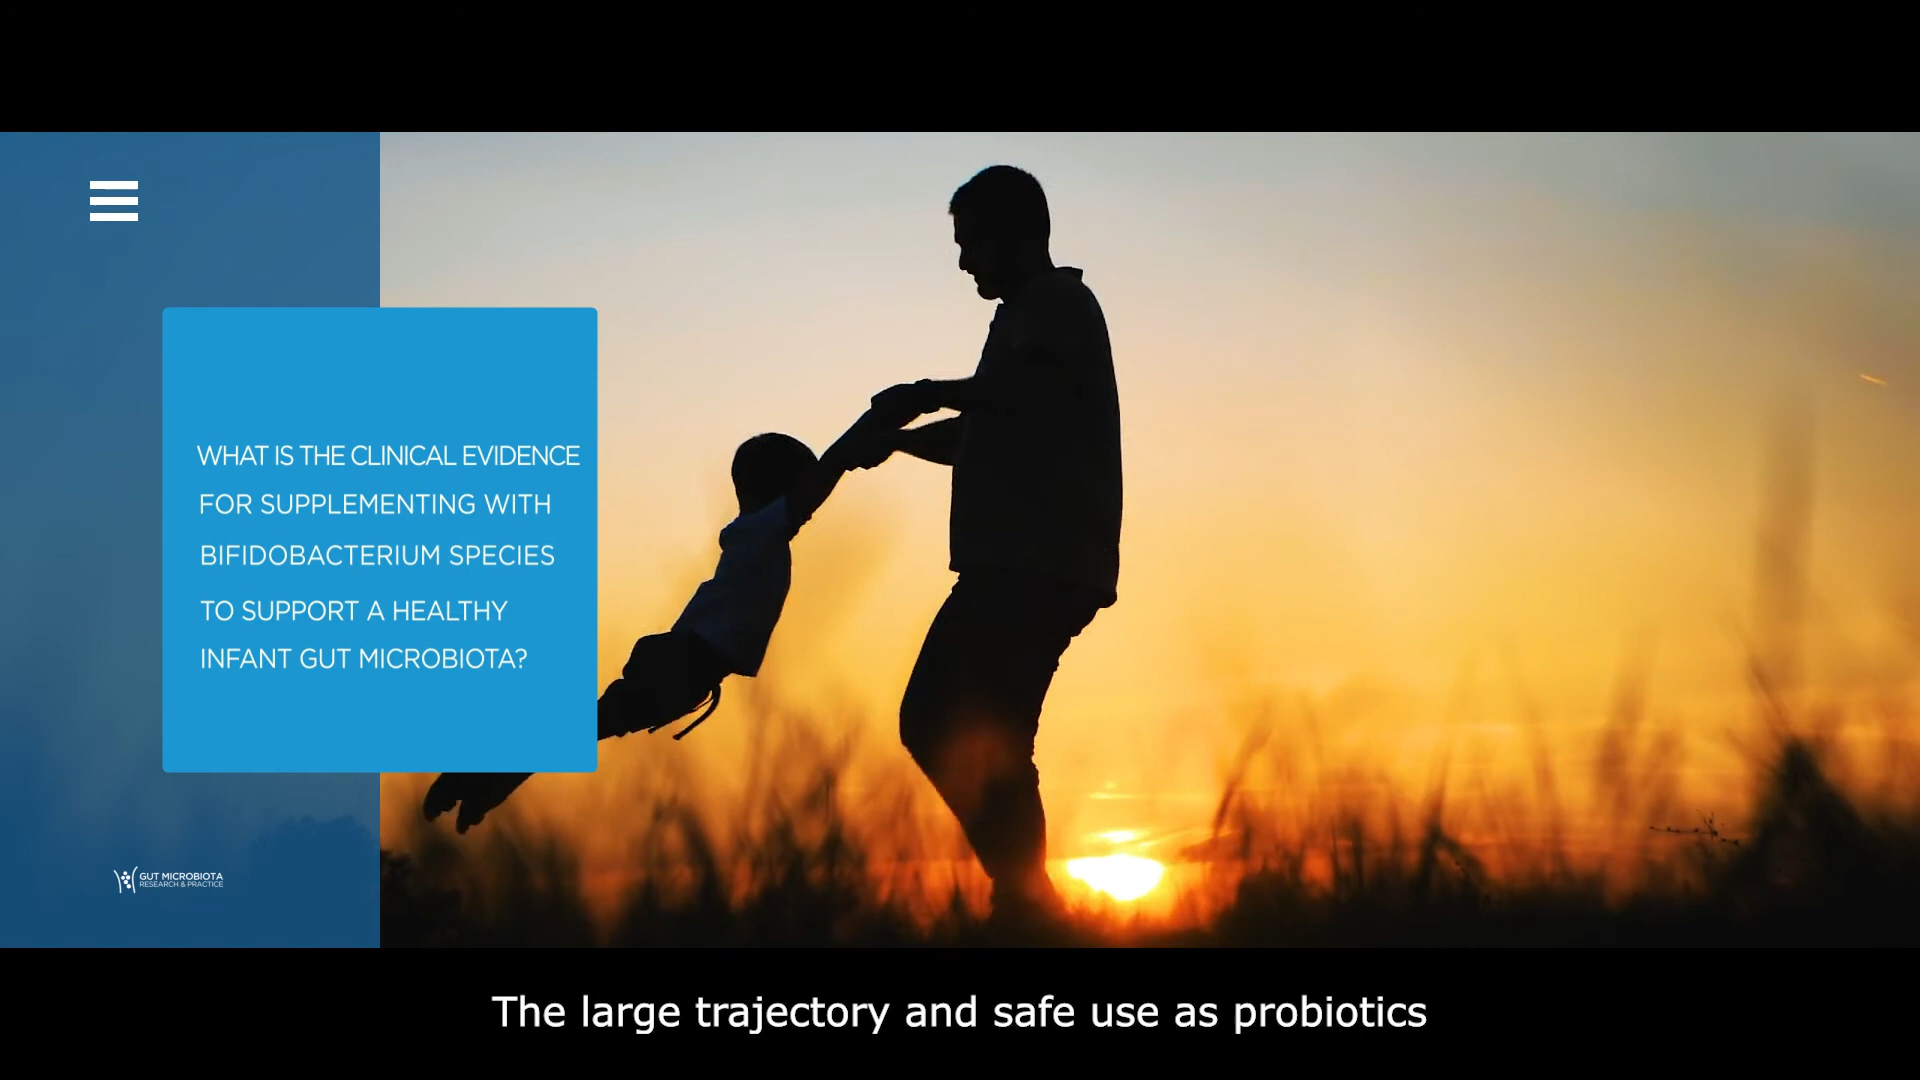 WHAT IS THE CLINICAL EVIDENCE
FOR SUPPLEMENTING WITH
BIFIDOBACTERIUM SPECIES
TO SUPPORT A HEALTHY
INFANT GUT MICROBIOTA?
GUT MICROBIOTA
RESEARCH & PRACTICE
The large trajectory and safe use as probiotics